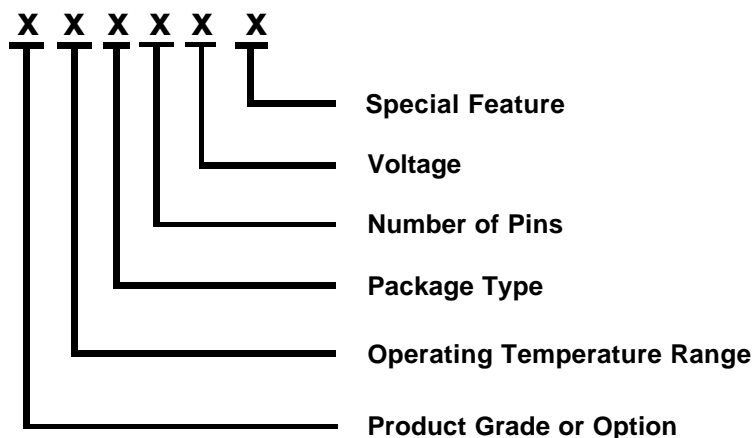 X X X X X X
Special Feature
Voltage
Number of Pins
Package Type
Operating Temperature Range
Product Grade or Option